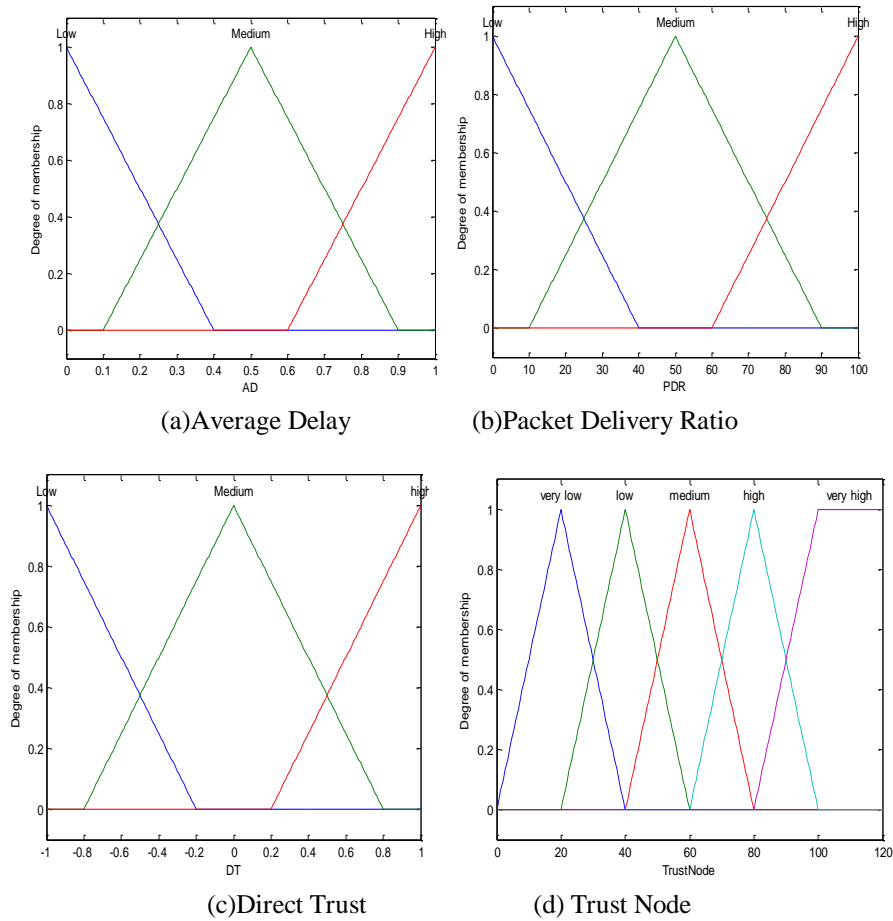 Low Medium High
1
0.8
0.6
0.4
0.2
0
Degree of membership
0 0.1 0.2 0.3 0.4 0.5 0.6 0.7 0.8 0.9 1
AD
(a)Average Delay
Low Medium High
1
0.8
0.6
0.4
0.2
0
Degree of membership
0 10 20 30 40 50 60 70 80 90 100
PDR
(b)Packet Delivery Ratio
Low Medium high
1
0.8
0.6
0.4
0.2
0
Degree of membership
-1 -0.8 -0.6 -0.4 -0.2 0 0.2 0.4 0.6 0.8 1
DT
(c)Direct Trust
very low low medium high very high
1
0.8
0.6
0.4
0.2
0
Degree of membership
0 20 40 60 80 100 120
TrustNode
(d) Trust Node